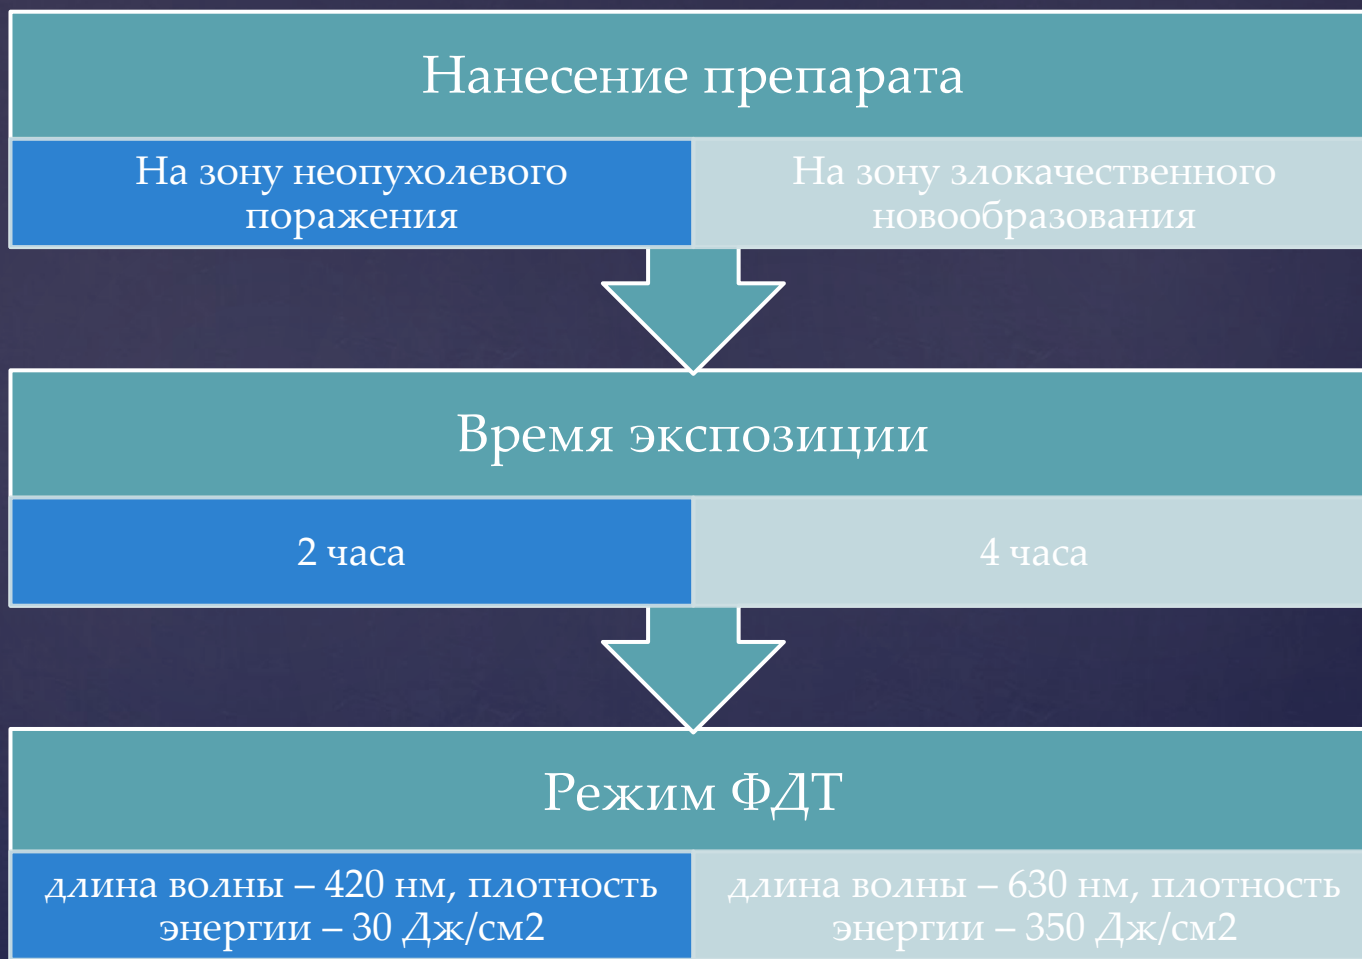 Нанесение препарата
На зону неопухолевого
поражения
На зону злокачественного
новообразования
Время экспозиции
2 часа
4 часа
Режим ФДТ
длина волны – 420 нм, плотность
энергии – 30 Дж/см2
длина волны – 630 нм, плотность
энергии – 350 Дж/см2